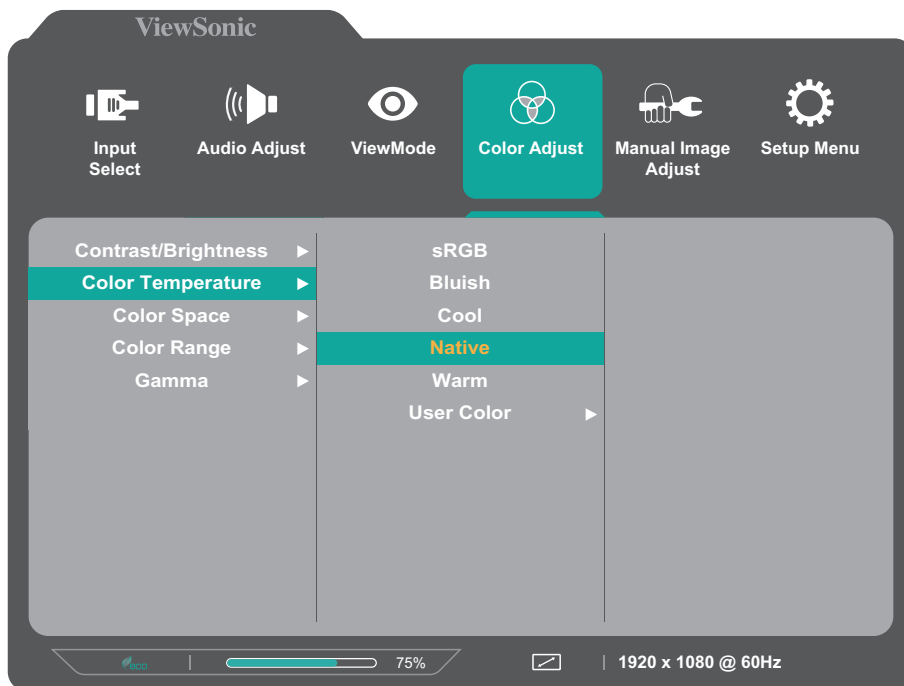 ViewSonic
Input
Select
Audio Adjust
ViewMode
Color Adjust
Manual Image
Adjust
Setup Menu
Contrast/Brightness
Color Temperature
Color Space
Color Range
Gamma
sRGB
Bluish
Cool
Native
Warm
User Color
eco
75%
1920 x 1080 @ 60Hz